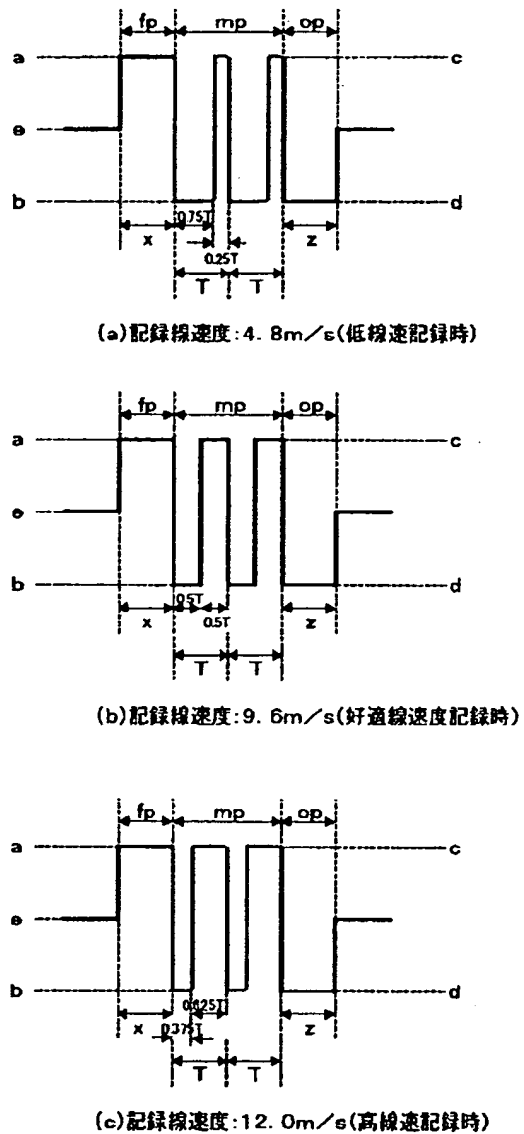 fp mp op
a c
e
b d
0.75T
x z
0.25T
T T
(a)記録線速度:4.8m/s(低線速記録時)
fp mp op
a c
e
b d
0.5T
x 0.5T z
T T
(b)記録線速度:9.6m/s(好適線速度記録時)
fp mp op
a c
e
b d
0.625T
x 0.375T z
T T
(c)記録線速度:12.0m/s(高線速記録時)